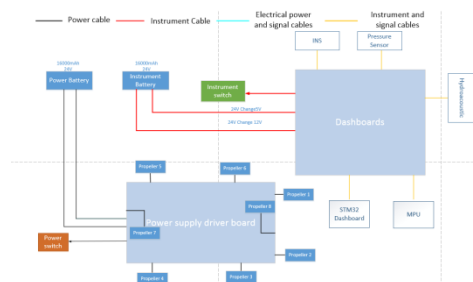 Power cable
Instrument Cable
Electrical power
and signal cables
Instrument and
signal cables
INS
Pressure
Sensor
16000mAh
24V
16000mAh
24V
Power Battery
Instrument
Battery
Instrument
switch
Hydroacoustic
24V Change5V
24V Change 12V
Dashboards
Propeller 5
Propeller 6
Propeller 8
Power supply driver board
Propeller 7
Power
switch
STM32
Dashboard
MPU
Propeller 2
Propeller 4
Propeller 3